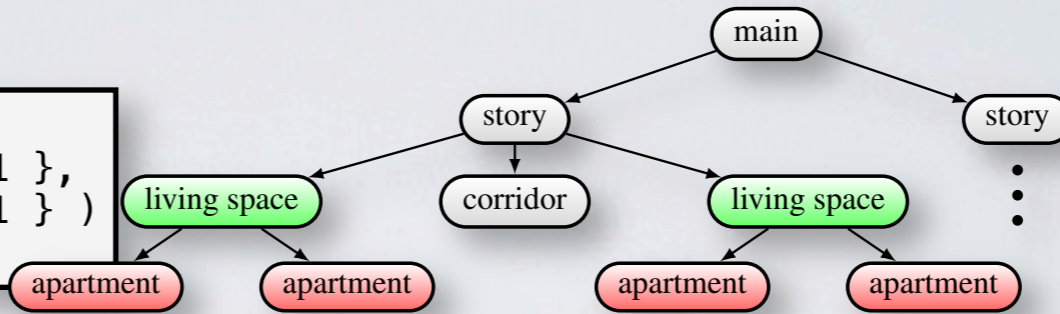 main
story
story
1 },
living space
corridor
living space
1 } )
apartment
apartment
apartment
apartment